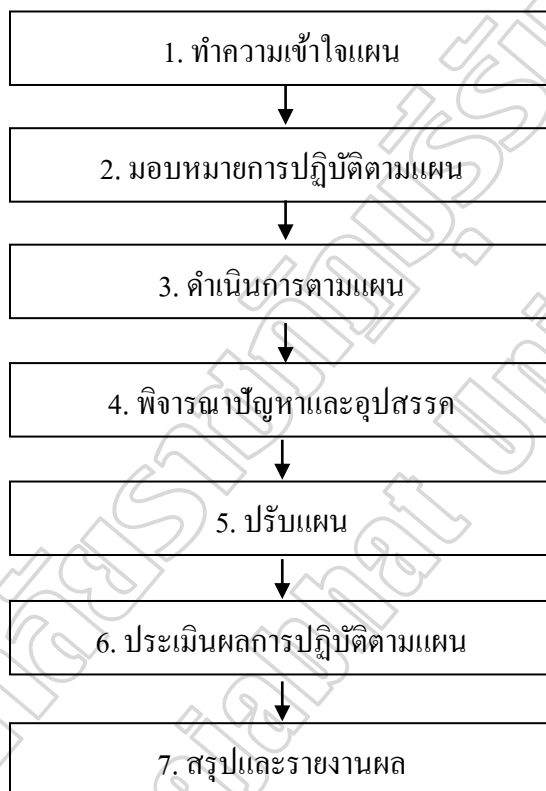 1. ทำความเข้าใจแผน
2. มอบหมายการปฏิบัติตามแผน
3. ดำเนินการตามแผน
4. พิจารณาปัญหาและอุปสรรค
5. ปรับแผน
6. ประเมินผลการปฏิบัติตามแผน
7. สรุปและรายงานผล